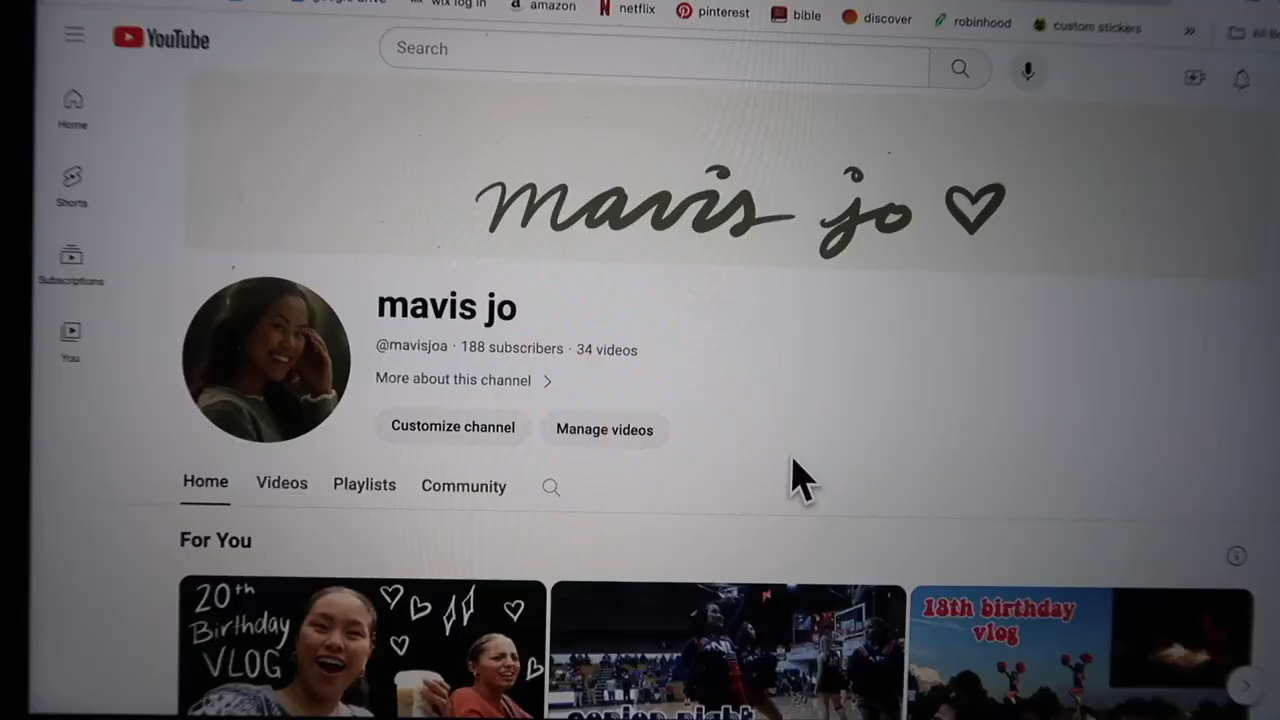 google drive
wix log in
amazon
netflix
pinterest
bible
discover
robinhood
custom stickers
»
YouTube
Search
Home
Shorts
Subscriptions
You
mavis jo
mavis jo
@mavisjoa · 188 subscribers · 34 videos
More about this channel
Customize channel
Manage videos
Home
Videos
Playlists
Community
For You
20th
Birthday
VLOG
senior night
18th birthday
vlog